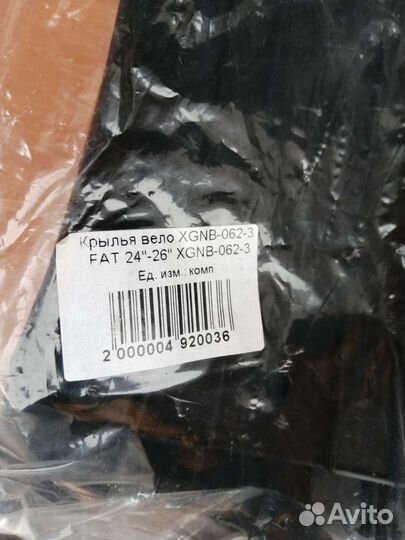 Крылья вело XGNB-062-3
FAT 24"-26" XGNB-062-3
Ед. изм.: комп
2 000004 920036
Avito